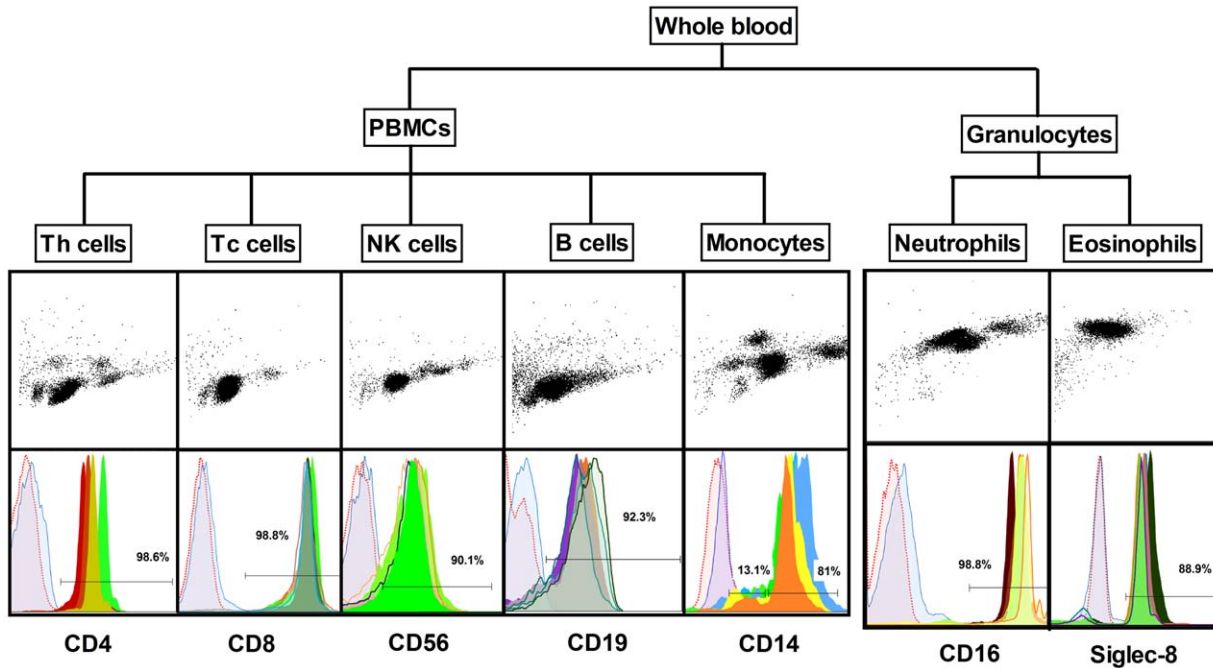 Whole blood
PBMCs
Granulocytes
Th cells
Tc cells
NK cells
B cells
Monocytes
Neutrophils
Eosinophils
98.6%
98.8%
90.1%
92.3%
13.1%
81%
98.8%
88.9%
CD4
CD8
CD56
CD19
CD14
CD16
Siglec-8